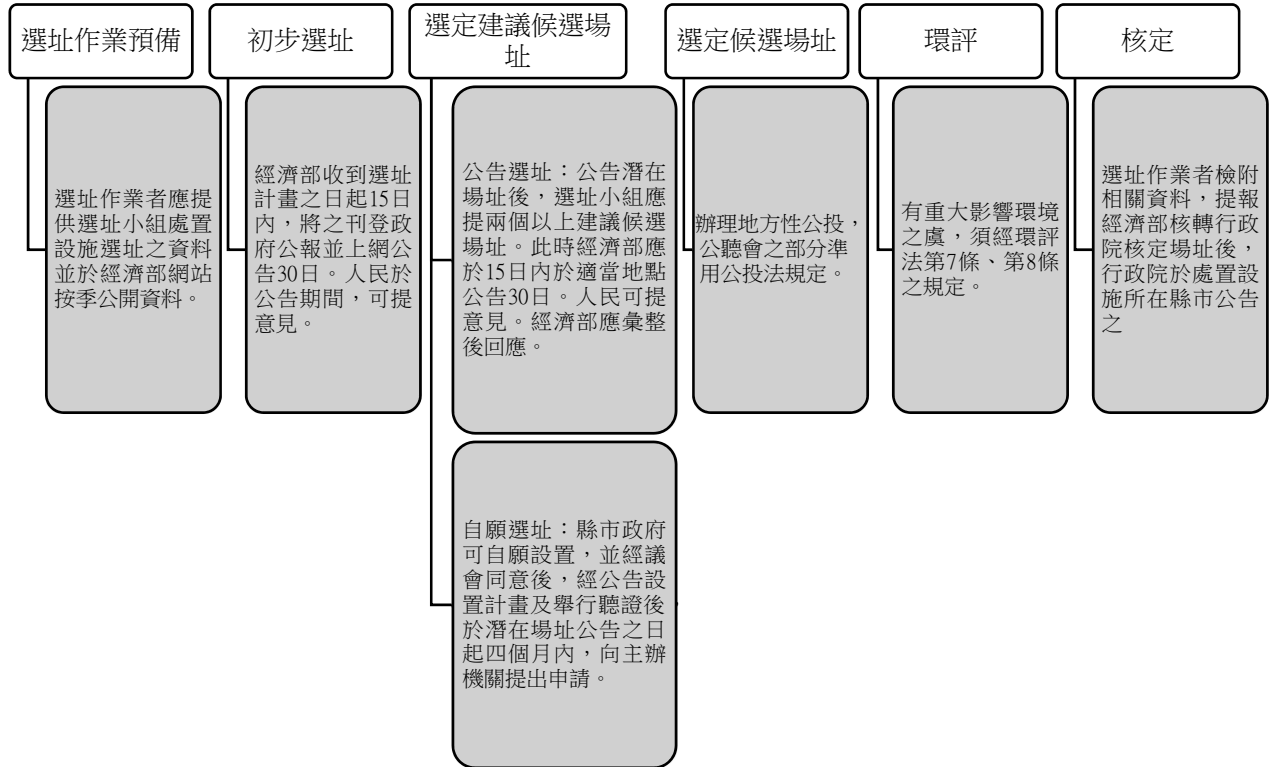 選址作業預備
選址作業者應提
供選址小組處置
設施選址之資料
並於經濟部網站
按季公開資料。
初步選址
經濟部收到選址
計畫之日起15日
內，將之刊登政
府公報並上網公
告30日。人民於
公告期間，可提
意見。
選定建議候選場
址
公告選址：公告潛在
場址後，選址小組應
提兩個以上建議候選
場址。此時經濟部應
於15日內於適當地點
公告30日。人民可提
意見。經濟部應彙整
後回應。
自願選址：縣市政府
可自願設置，並經議
會同意後，經公告設
置計畫及舉行聽證後
於潛在場址公告之日
起四個月內，向主辦
機關提出申請。
選定候選場址
辦理地方性公投，
公聽會之部分準
用公投法規定。
環評
有重大影響環境
之虞，須經環評
法第7條、第8條
之規定。
核定
選址作業者檢附
相關資料，提報
經濟部核轉行政
院核定場址後，
行政院於處置設
施所在縣市公告
之